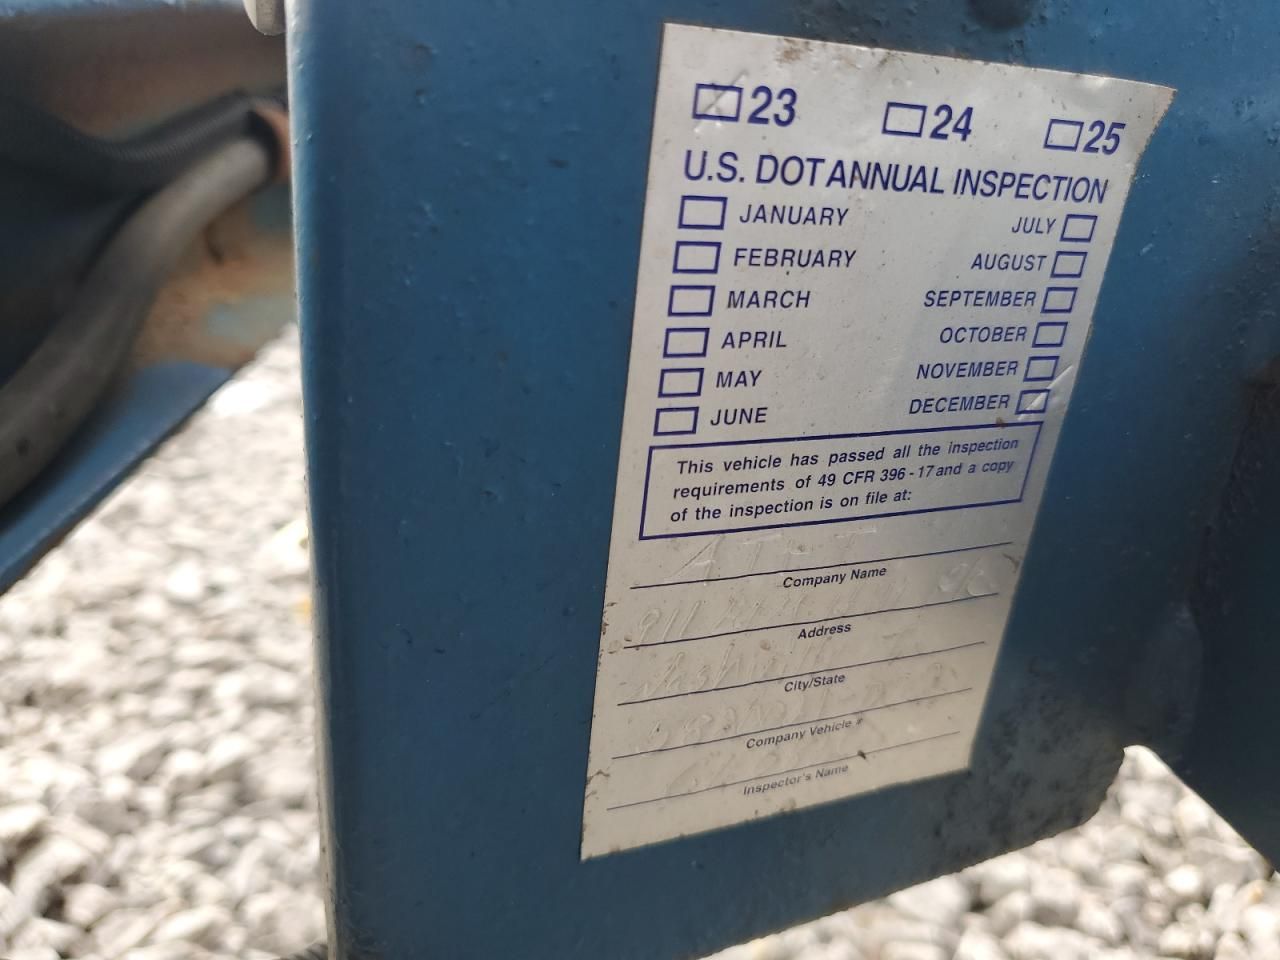 23 24 25
U.S. DOT ANNUAL INSPECTION
JANUARY JULY
FEBRUARY AUGUST
MARCH SEPTEMBER
APRIL OCTOBER
MAY NOVEMBER
JUNE DECEMBER
This vehicle has passed all the inspection
requirements of 49 CFR 396-17 and a copy
of the inspection is on file at:
Company Name
911
Address
City/State
Company Vehicle #
Inspector's Name